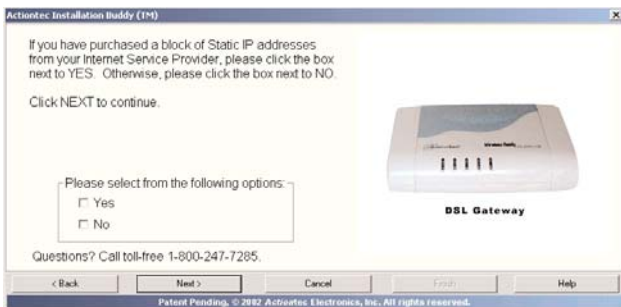 Actiontec Installation Buddy (TM)
If you have purchased a block of Static IP addresses
from your Internet Service Provider, please click the box
next to YES. Otherwise, please click the box next to NO.
Click NEXT to continue.
Please select from the following options:
Yes
No
DSL Gateway
Questions? Call toll-free 1-800-247-7285.
< Back
Next >
Cancel
Finish
Help
Patent Pending, © 2002 Actiontec Electronics, Inc. All rights reserved.